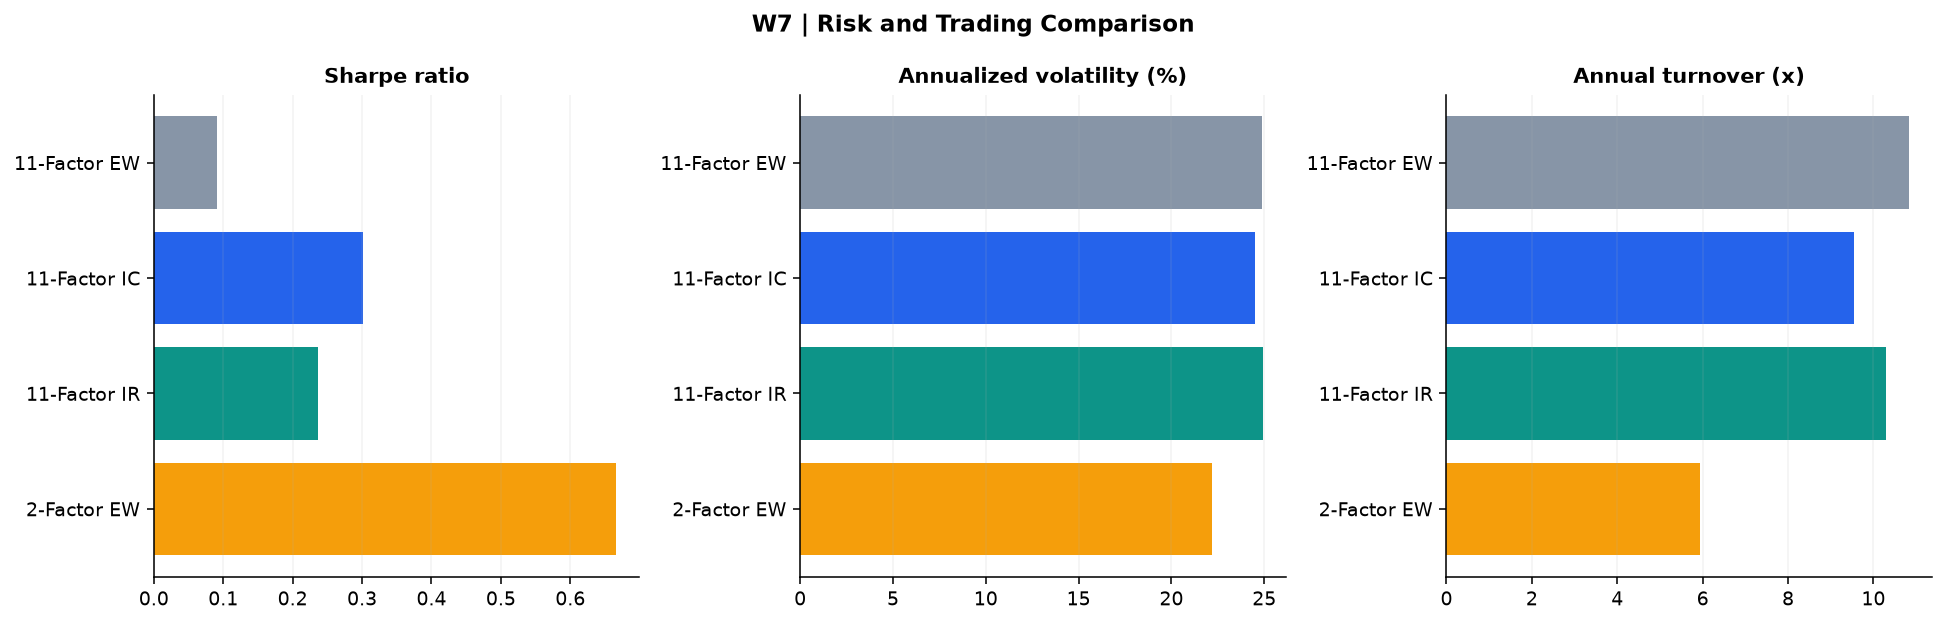 W7 | Risk and Trading Comparison
Sharpe ratio
11-Factor EW
11-Factor IC
11-Factor IR
2-Factor EW
0.0 0.1 0.2 0.3 0.4 0.5 0.6
Annualized volatility (%)
11-Factor EW
11-Factor IC
11-Factor IR
2-Factor EW
0 5 10 15 20 25
Annual turnover (x)
11-Factor EW
11-Factor IC
11-Factor IR
2-Factor EW
0 2 4 6 8 10